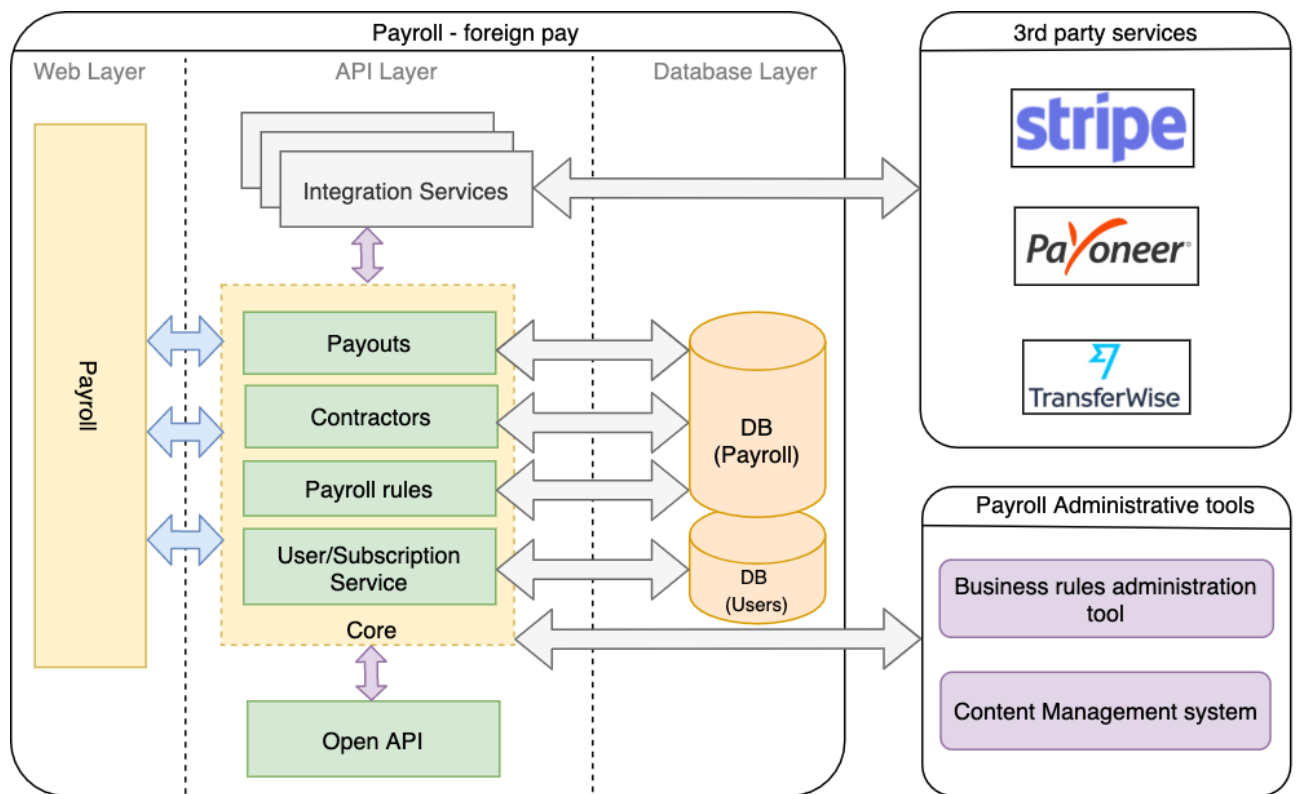 Payroll - foreign pay
Web Layer
API Layer
Database Layer
Payroll
Integration Services
Payouts
Contractors
Payroll rules
User/Subscription
Service
Core
Open API
DB
(Payroll)
DB
(Users)
3rd party services
stripe
Payoneer®
TransferWise
Payroll Administrative tools
Business rules administration
tool
Content Management system